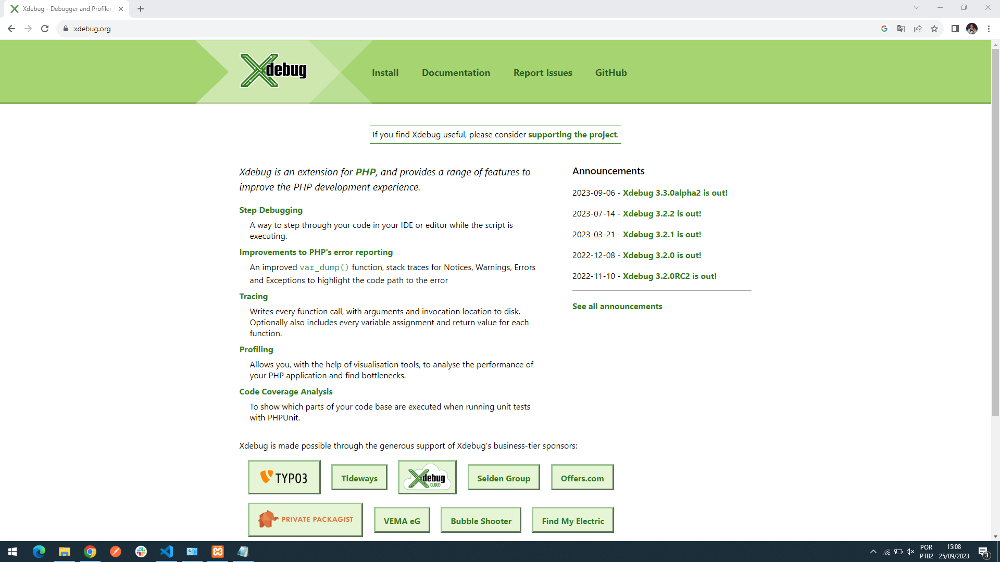 Xdebug - Debugger and Profiler
xdebug.org
Xdebug
Install
Documentation
Report Issues
GitHub
If you find Xdebug useful, please consider supporting the project.
Xdebug is an extension for PHP, and provides a range of features to
improve the PHP development experience.
Step Debugging
A way to step through your code in your IDE or editor while the script is
executing.
Improvements to PHP's error reporting
An improved var_dump() function, stack traces for Notices, Warnings, Errors
and Exceptions to highlight the code path to the error
Tracing
Writes every function call, with arguments and invocation location to disk.
Optionally also includes every variable assignment and return value for each
function.
Profiling
Allows you, with the help of visualisation tools, to analyse the performance of
your PHP application and find bottlenecks.
Code Coverage Analysis
To show which parts of your code base are executed when running unit tests
with PHPUnit.
Announcements
2023-09-06 - Xdebug 3.3.0alpha2 is out!
2023-07-14 - Xdebug 3.2.2 is out!
2023-03-21 - Xdebug 3.2.1 is out!
2022-12-08 - Xdebug 3.2.0 is out!
2022-11-10 - Xdebug 3.2.0RC2 is out!
See all announcements
Xdebug is made possible through the generous support of Xdebug's business-tier sponsors:
TYPO3
Tideways
Xdebug CLOUD
Seiden Group
Offers.com
PRIVATE PACKAGIST
VEMA eG
Bubble Shooter
Find My Electric
POR
PTB2
15:08
25/09/2023
3